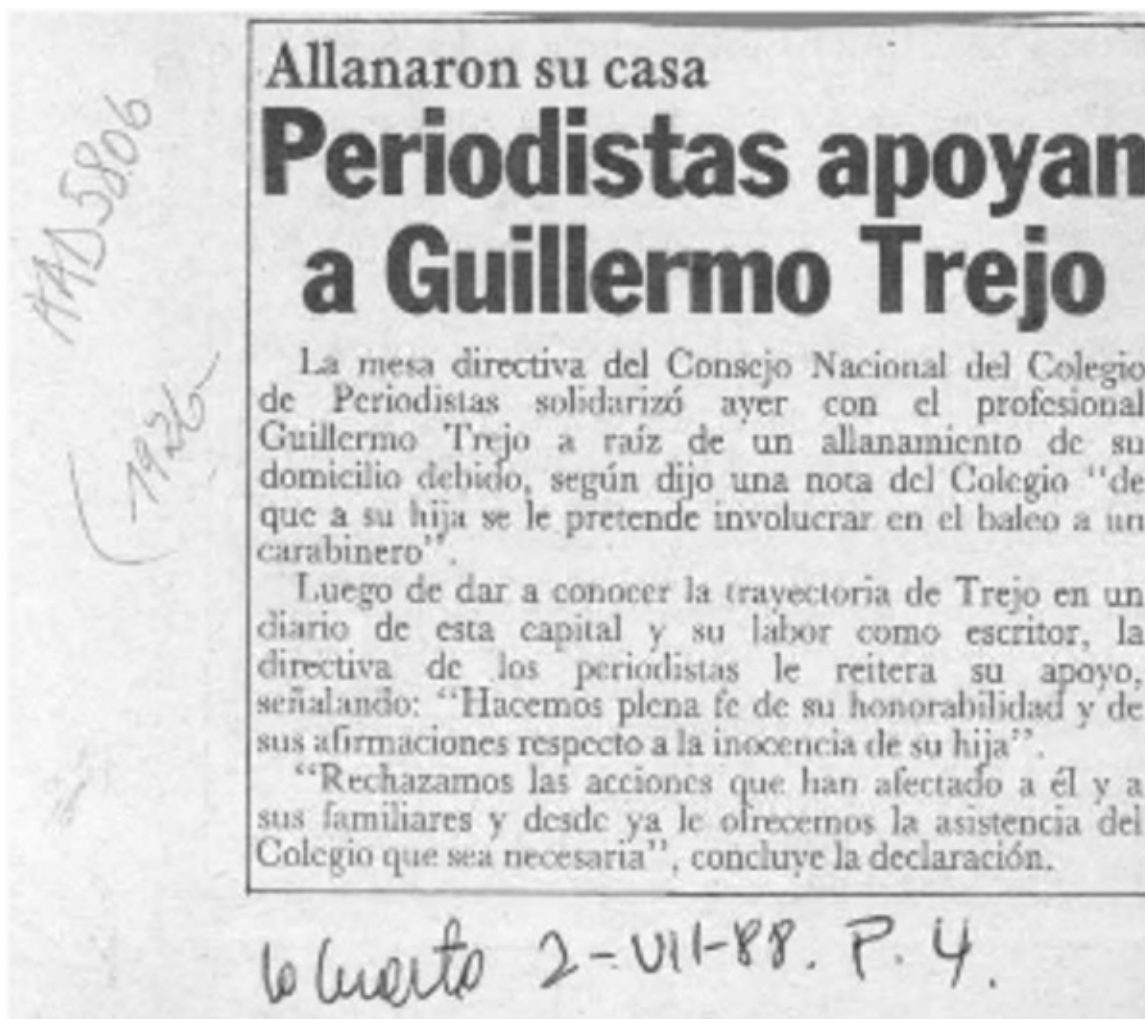 AAD5806
(1926-
Allanaron su casa
Periodistas apoyan
a Guillermo Trejo
La mesa directiva del Consejo Nacional del Colegio
de Periodistas solidarizó ayer con el profesional
Guillermo Trejo a raíz de un allanamiento de su
domicilio debido, según dijo una nota del Colegio “de
que a su hija se le pretende involucrar en el baleo a un
carabinero”.
Luego de dar a conocer la trayectoria de Trejo en un
diario de esta capital y su labor como escritor, la
directiva de los periodistas le reitera su apoyo,
señalando: “Hacemos plena fe de su honorabilidad y de
sus afirmaciones respecto a la inocencia de su hija”.
“Rechazamos las acciones que han afectado a él y a
sus familiares y desde ya le ofrecemos la asistencia del
Colegio que sea necesaria”, concluye la declaración.
la Cuarta 2-VII-88. P. 4.